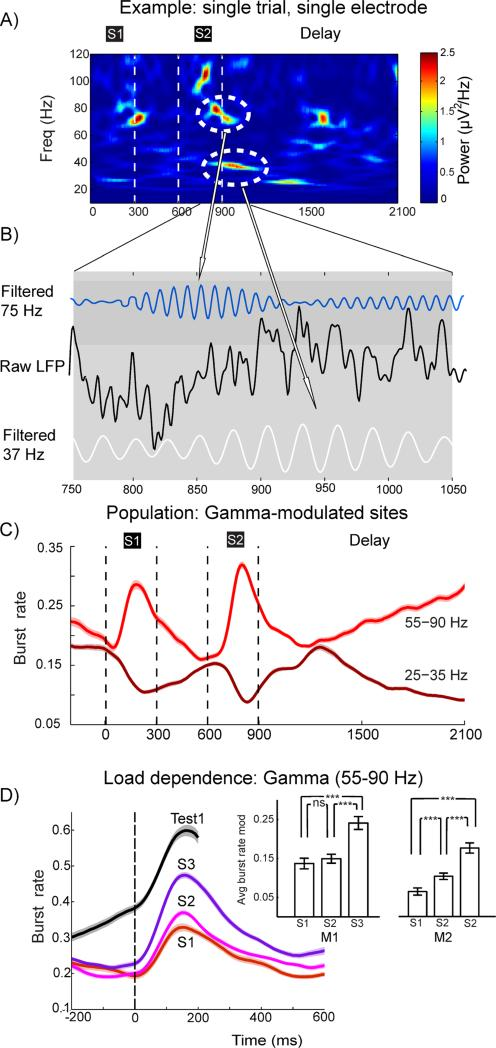 Example: single trial, single electrode
A)
S1 S2 Delay
Freq (Hz)
120
100
80
60
40
20
0 300 600 900 1500 2100
2.5
2
1.5
1
0.5
0
Power (μV²/Hz)
B)
Filtered
75 Hz
Raw LFP
Filtered
37 Hz
750 800 850 900 950 1000 1050
Population: Gamma-modulated sites
C)
S1 S2 Delay
Burst rate
0.35
0.25
0.15
0.05
55-90 Hz
25-35 Hz
0 300 600 900 1500 2100
Load dependence: Gamma (55-90 Hz)
D)
Burst rate
0.6
0.5
0.4
0.3
0.2
0.1
Test1
S3
S2
S1
-200 0 200 400 600
Time (ms)
Avg burst rate mod
0.25
0.15
0.05
***
ns ***
S1 S2 S3
M1
***
*** ***
S1 S2 S2
M2